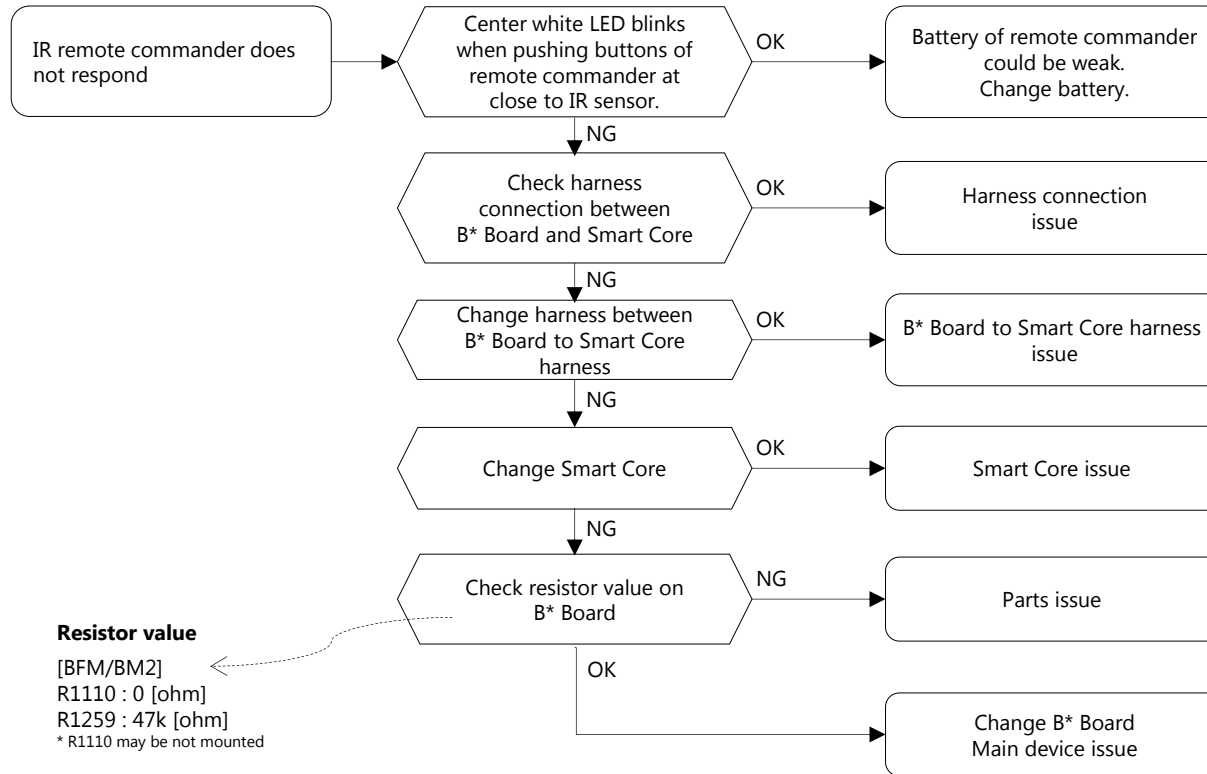 IR remote commander does
not respond
Center white LED blinks
when pushing buttons of
remote commander at
close to IR sensor.
OK
Battery of remote commander
could be weak.
Change battery.
NG
Check harness
connection between
B* Board and Smart Core
OK
Harness connection
issue
NG
Change harness between
B* Board to Smart Core
harness
OK
B* Board to Smart Core harness
issue
NG
Change Smart Core
OK
Smart Core issue
NG
Check resistor value on
B* Board
NG
Parts issue
Resistor value
[BFM/BM2]
R1110 : 0 [ohm]
R1259 : 47k [ohm]
* R1110 may be not mounted
OK
Change B* Board
Main device issue